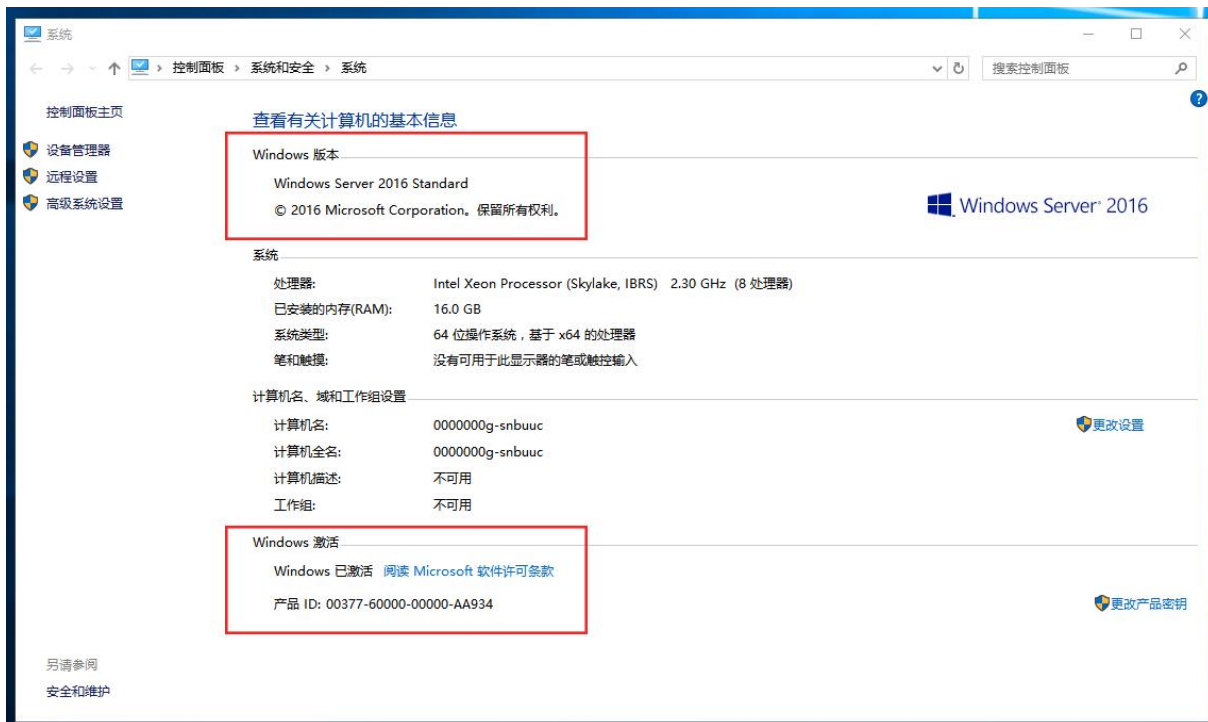 系统
控制面板 › 系统和安全 › 系统
搜索控制面板
控制面板主页
设备管理器
远程设置
高级系统设置
查看有关计算机的基本信息
Windows 版本
Windows Server 2016 Standard
© 2016 Microsoft Corporation。保留所有权利。
Windows Server® 2016
系统
处理器: Intel Xeon Processor (Skylake, IBRS) 2.30 GHz (8 处理器)
已安装的内存(RAM): 16.0 GB
系统类型: 64 位操作系统，基于 x64 的处理器
笔和触摸: 没有可用于此显示器的笔或触控输入
计算机名、域和工作组设置
计算机名: 0000000g-snbuuc
更改设置
计算机全名: 0000000g-snbuuc
计算机描述: 不可用
工作组: 不可用
Windows 激活
Windows 已激活 阅读 Microsoft 软件许可条款
产品 ID: 00377-60000-00000-AA934
更改产品密钥
另请参阅
安全和维护